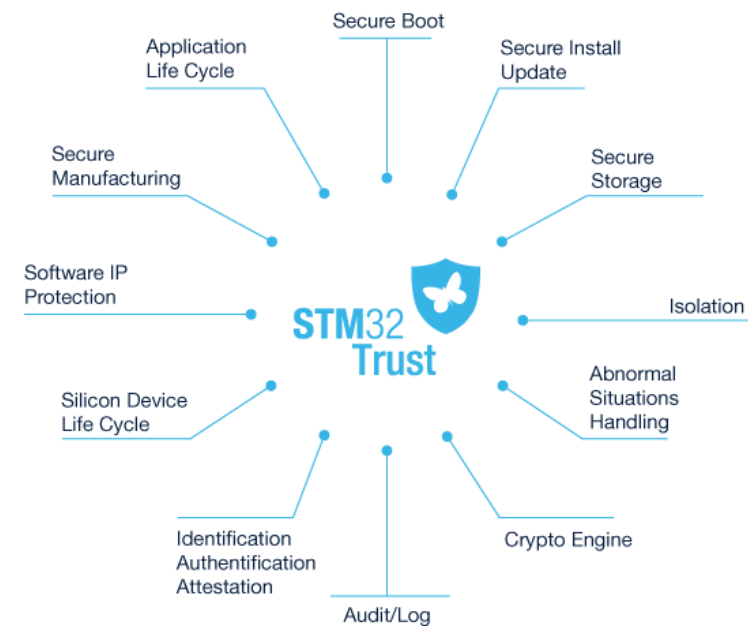 Secure Boot
Application
Life Cycle
Secure Install
Update
Secure
Manufacturing
Secure
Storage
Software IP
Protection
Isolation
STM32
Trust
Abnormal
Situations
Handling
Silicon Device
Life Cycle
Identification
Authentification
Attestation
Crypto Engine
Audit/Log